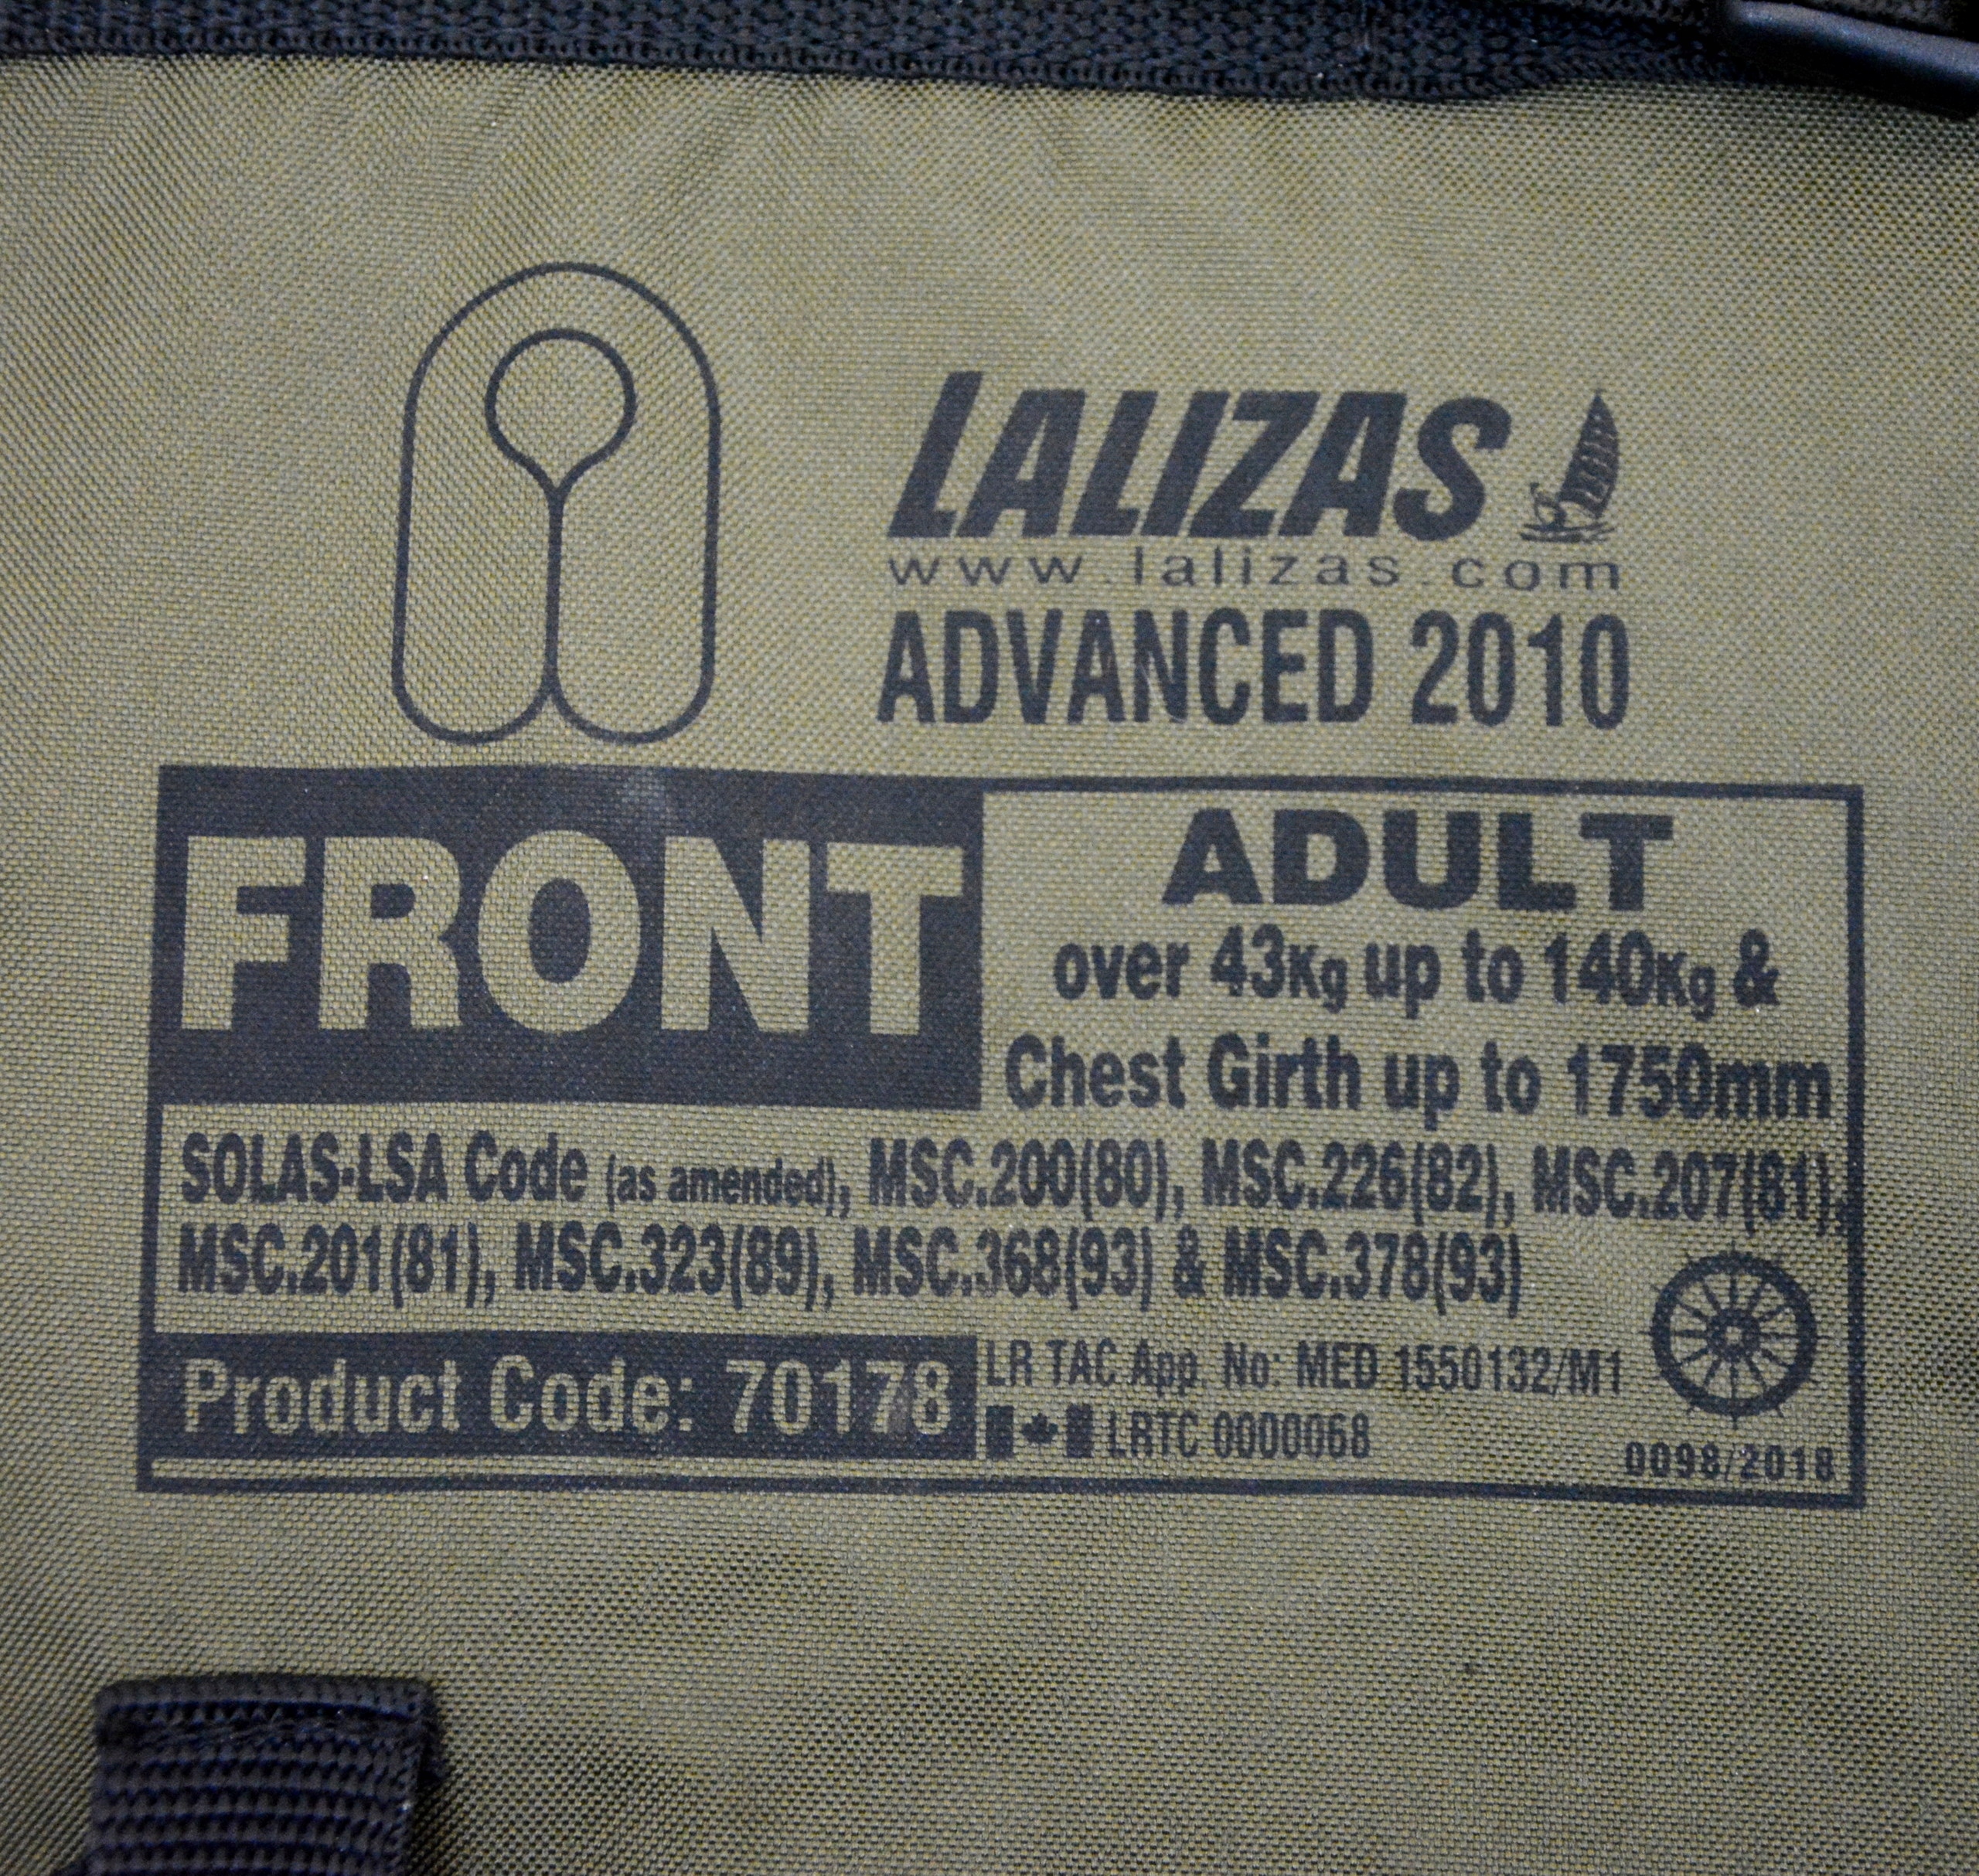 LALIZAS
www.lalizas.com
ADVANCED 2010
FRONT
ADULT
over 43Kg up to 140Kg &
Chest Girth up to 1750mm
SOLAS-LSA Code (as amended), MSC.200(80), MSC.226(82), MSC.207(81),
MSC.201(81), MSC.323(89), MSC.368(93) & MSC.378(93)
Product Code: 70178
LR TAC App. No: MED 1550132/M1
LRTC 0000068
0098/2018